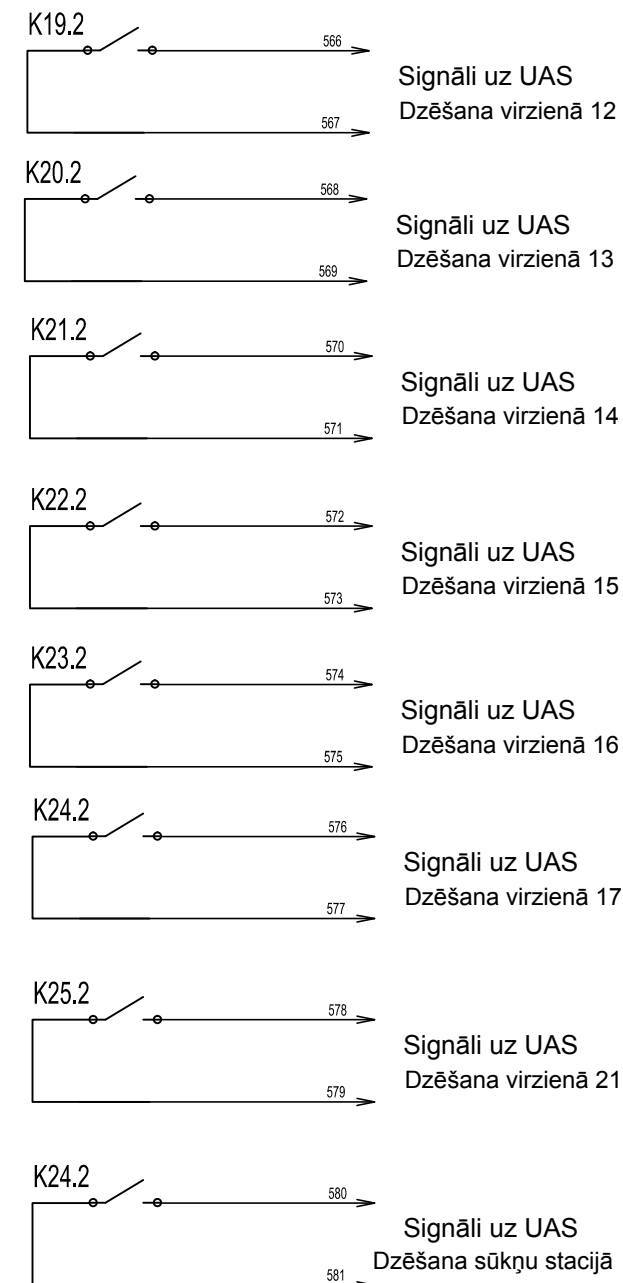 K19.2
566
Signāli uz UAS
Dzēšana virzienā 12
567
K20.2
568
Signāli uz UAS
Dzēšana virzienā 13
569
K21.2
570
Signāli uz UAS
Dzēšana virzienā 14
571
K22.2
572
Signāli uz UAS
Dzēšana virzienā 15
573
K23.2
574
Signāli uz UAS
Dzēšana virzienā 16
575
K24.2
576
Signāli uz UAS
Dzēšana virzienā 17
577
K25.2
578
Signāli uz UAS
Dzēšana virzienā 21
579
K24.2
580
Signāli uz UAS
Dzēšana sūkņu stacijā
581